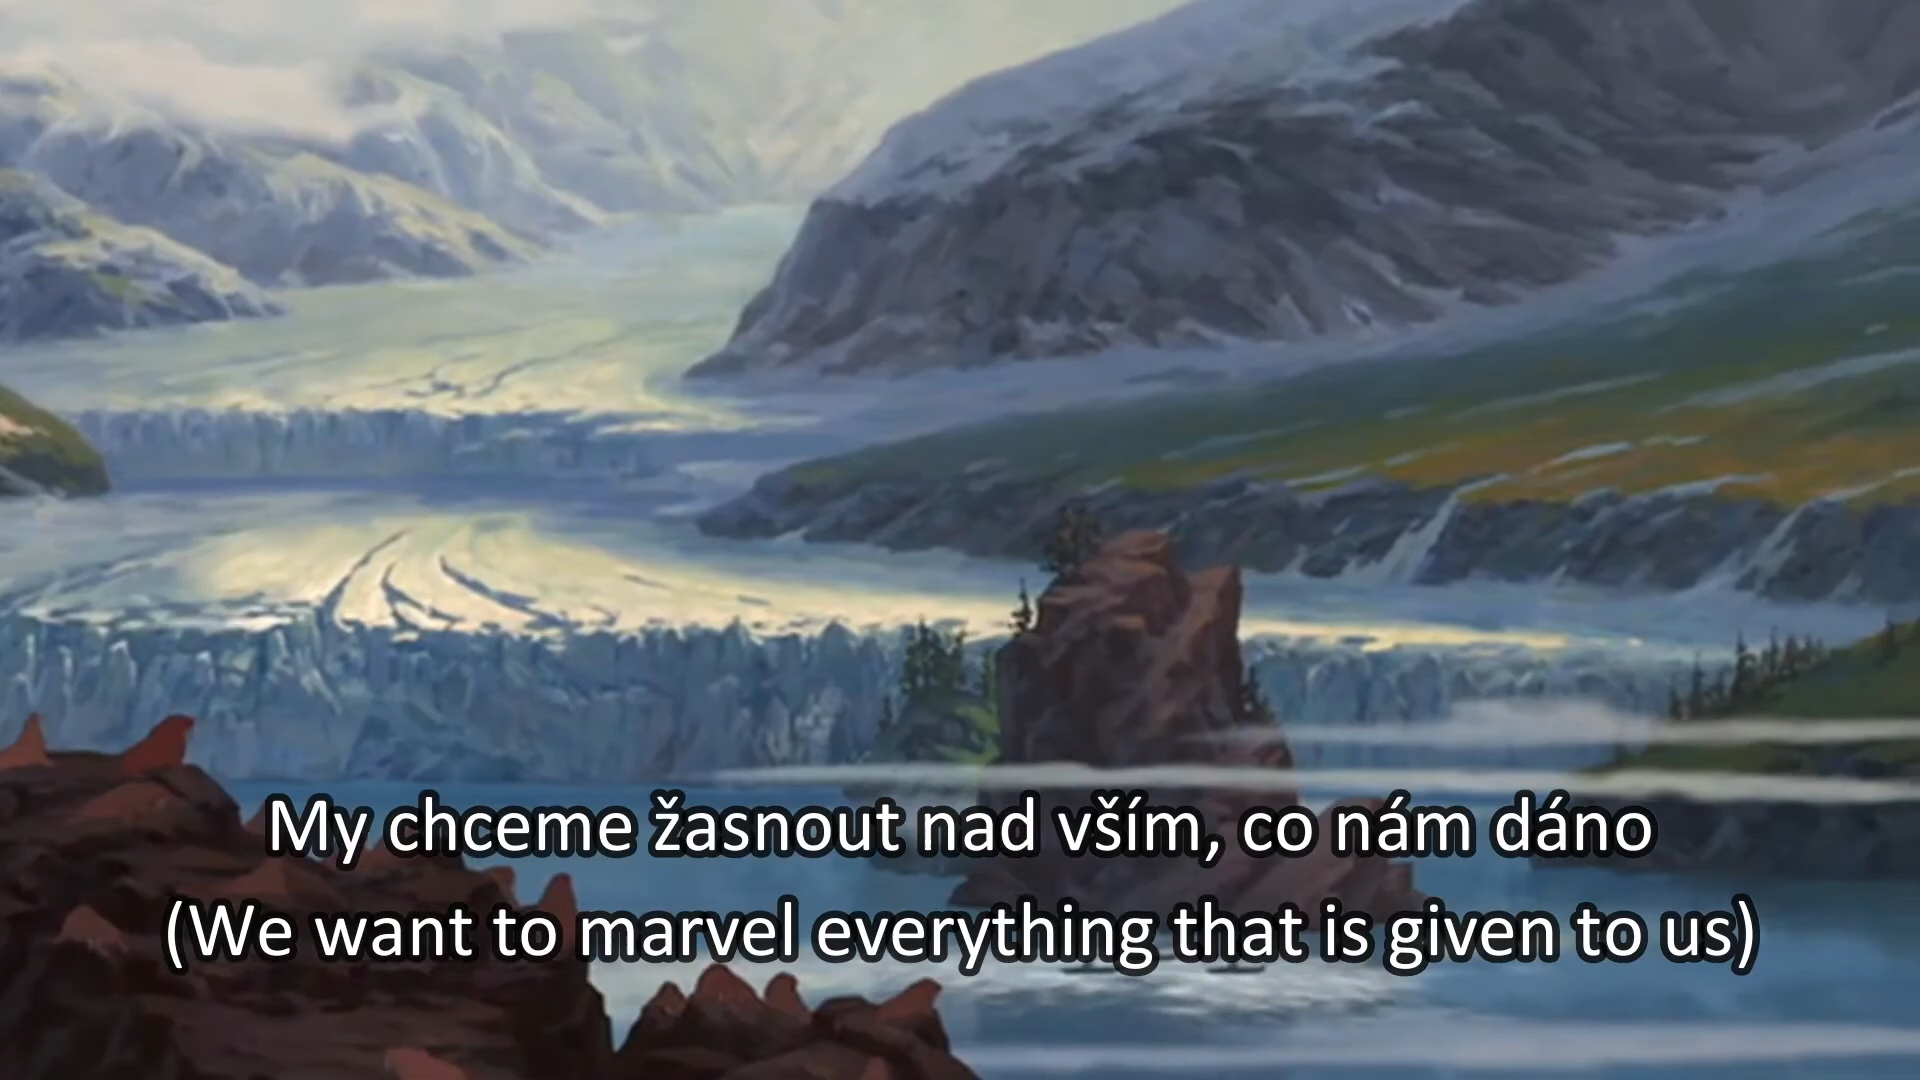 My chceme žasnout nad vším, co nám dáno
(We want to marvel everything that is given to us)